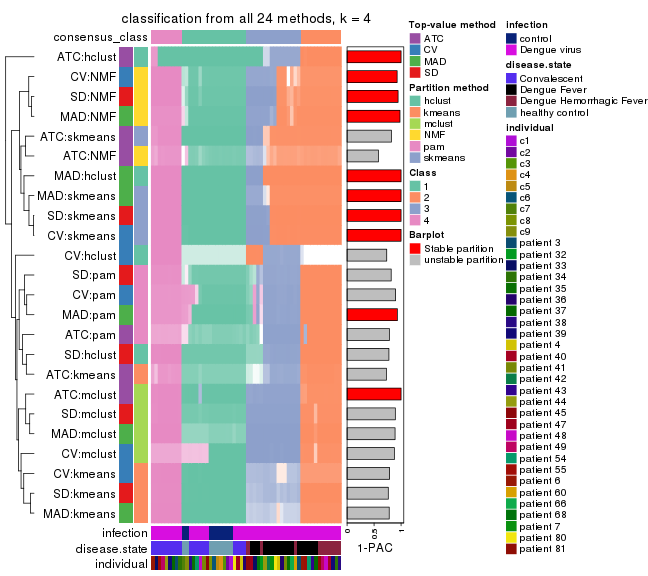 classification from all 24 methods, k = 4
consensus_class
ATC:hclust
CV:NMF
SD:NMF
MAD:NMF
ATC:skmeans
ATC:NMF
MAD:hclust
MAD:skmeans
SD:skmeans
CV:skmeans
CV:hclust
SD:pam
CV:pam
MAD:pam
ATC:pam
SD:hclust
ATC:kmeans
ATC:mclust
SD:mclust
MAD:mclust
CV:mclust
CV:kmeans
SD:kmeans
MAD:kmeans
infection
disease.state
individual
0
0.5
1
1-PAC
Top-value method
ATC
CV
MAD
SD
Partition method
hclust
kmeans
mclust
NMF
pam
skmeans
Class
1
2
3
4
Barplot
Stable partition
unstable partition
infection
control
Dengue virus
disease.state
Convalescent
Dengue Fever
Dengue Hemorrhagic Fever
healthy control
individual
c1
c2
c3
c4
c5
c6
c7
c8
c9
patient 3
patient 32
patient 33
patient 34
patient 35
patient 36
patient 37
patient 38
patient 39
patient 4
patient 40
patient 41
patient 42
patient 43
patient 44
patient 45
patient 47
patient 48
patient 49
patient 54
patient 55
patient 6
patient 60
patient 66
patient 68
patient 7
patient 80
patient 81